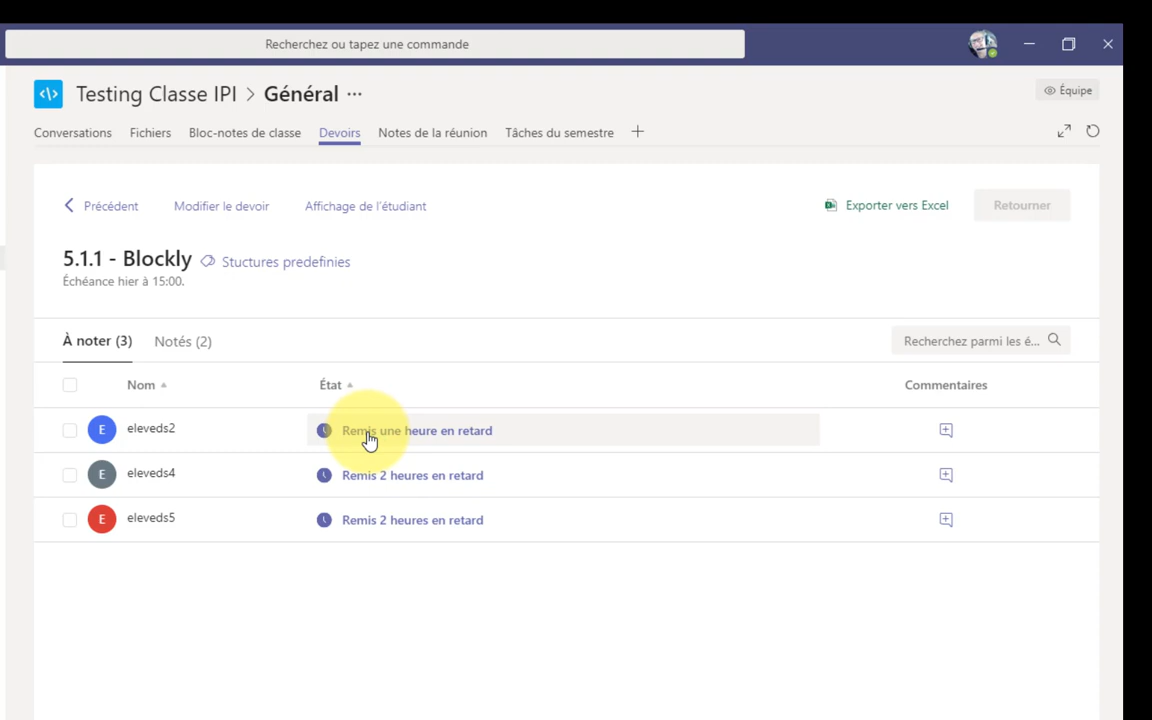 Recherchez ou tapez une commande
Testing Classe IPI > Général ...
Équipe
Conversations Fichiers Bloc-notes de classe Devoirs Notes de la réunion Tâches du semestre +
Précédent Modifier le devoir Affichage de l'étudiant Exporter vers Excel Retourner
5.1.1 - Blockly Stuctures predefinies
Échéance hier à 15:00.
À noter (3) Notés (2) Recherchez parmi les é...
Nom État Commentaires
E eleveds2 Remis une heure en retard
E eleveds4 Remis 2 heures en retard
E eleveds5 Remis 2 heures en retard